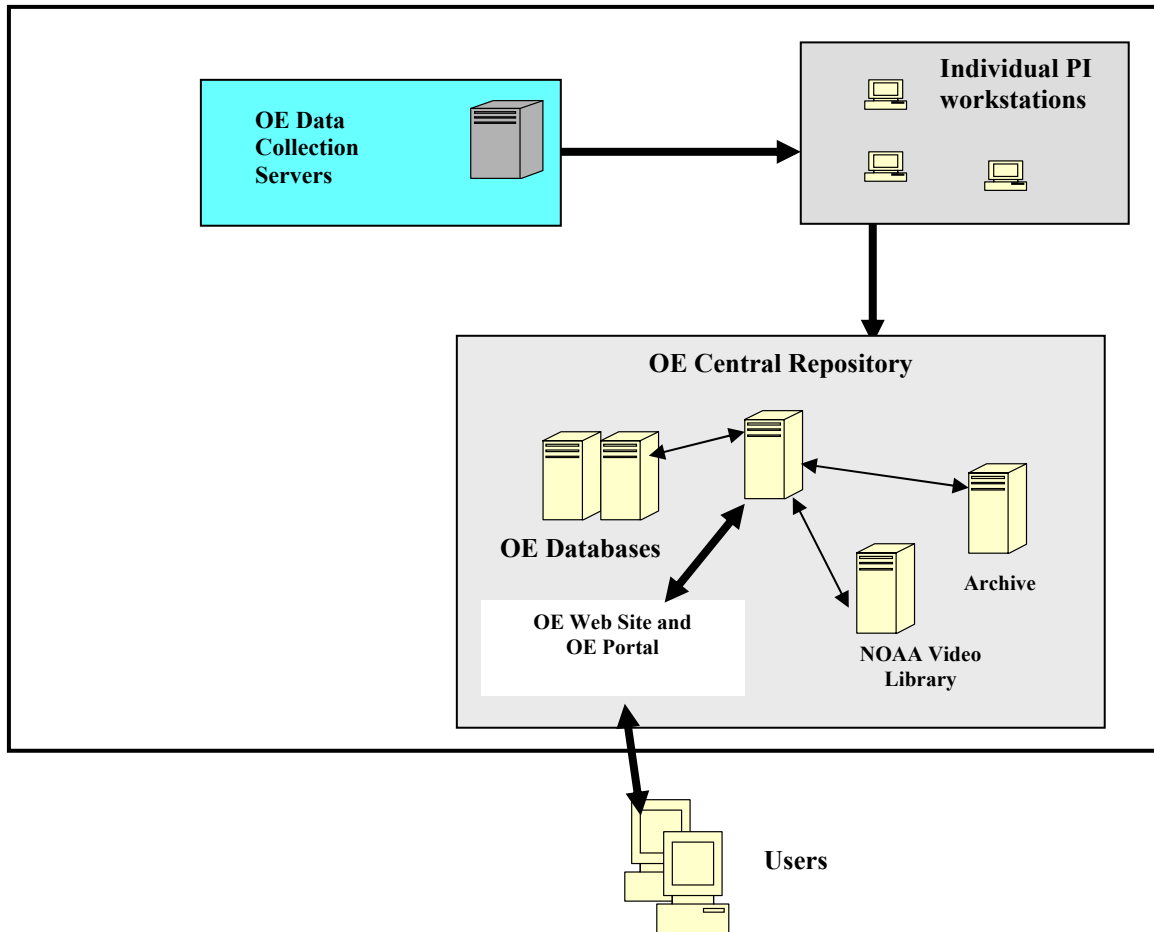 Individual PI
workstations
OE Data
Collection
Servers
OE Central Repository
OE Databases
Archive
OE Web Site and
OE Portal
NOAA Video
Library
Users